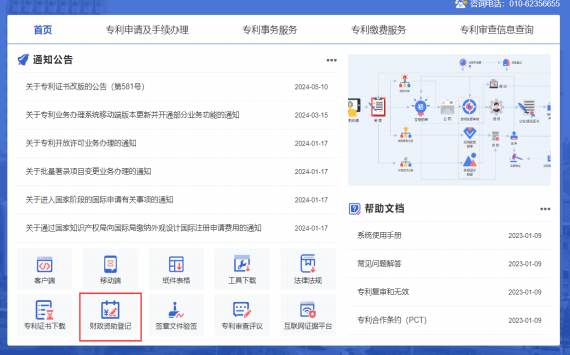 咨询电话：010-62356655
首页 专利申请及手续办理 专利事务服务 专利缴费服务 专利审查信息查询
通知公告
关于专利证书改版的公告（第581号） 2024-05-10
关于专利业务办理系统移动端版本更新并开通部分业务功能的通知 2024-03-15
关于专利开放许可业务办理的通知 2024-01-17
关于批量著录项目变更业务办理的通知 2024-01-17
关于进入国家阶段的国际申请有关事项的通知 2024-01-17
关于通过国家知识产权局向国际局缴纳外观设计国际注册申请费用的通知 2024-01-17
帮助文档
系统使用手册 2023-01-09
常见问题解答 2023-01-09
专利复审和无效 2023-01-09
专利合作条约（PCT） 2023-01-09
客户端 移动端 纸件表格 工具下载 法律法规
专利证书下载 财政资助登记 签章文件验签 专利审查评议 互联网证据平台